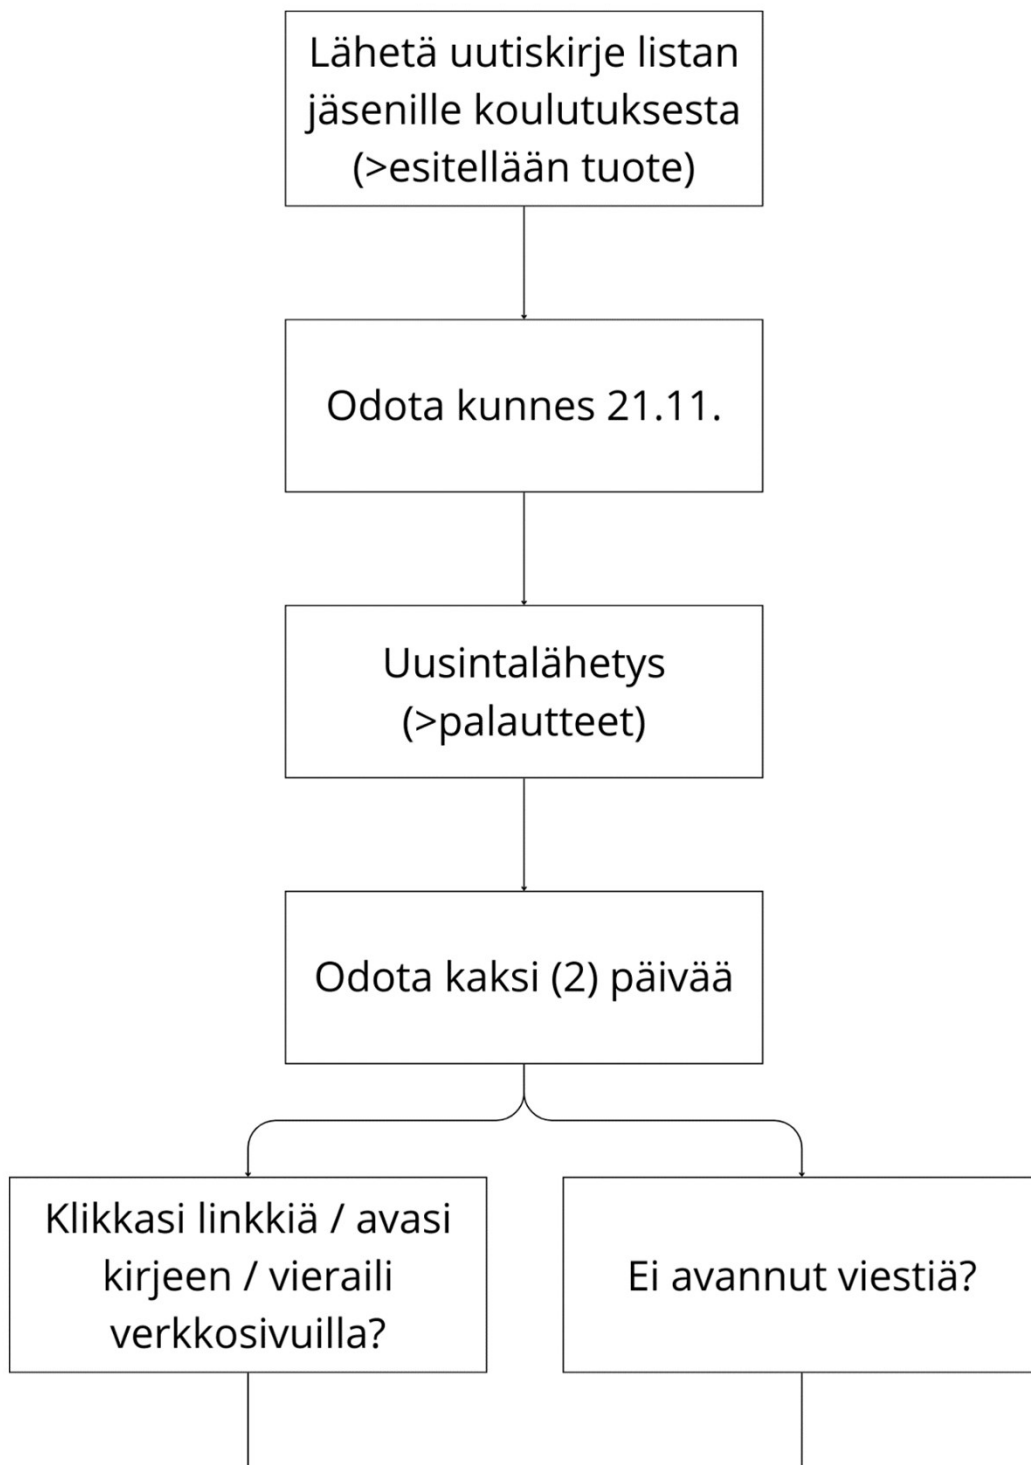 Lähetä uutiskirje listan
jäsenille koulutuksesta
(>esitellään tuote)
Odota kunnes 21.11.
Uusintalähetys
(>palautteet)
Odota kaksi (2) päivää
Klikkasi linkkiä / avasi
kirjeen / vieraili
verkkosivuilla?
Ei avannut viestiä?